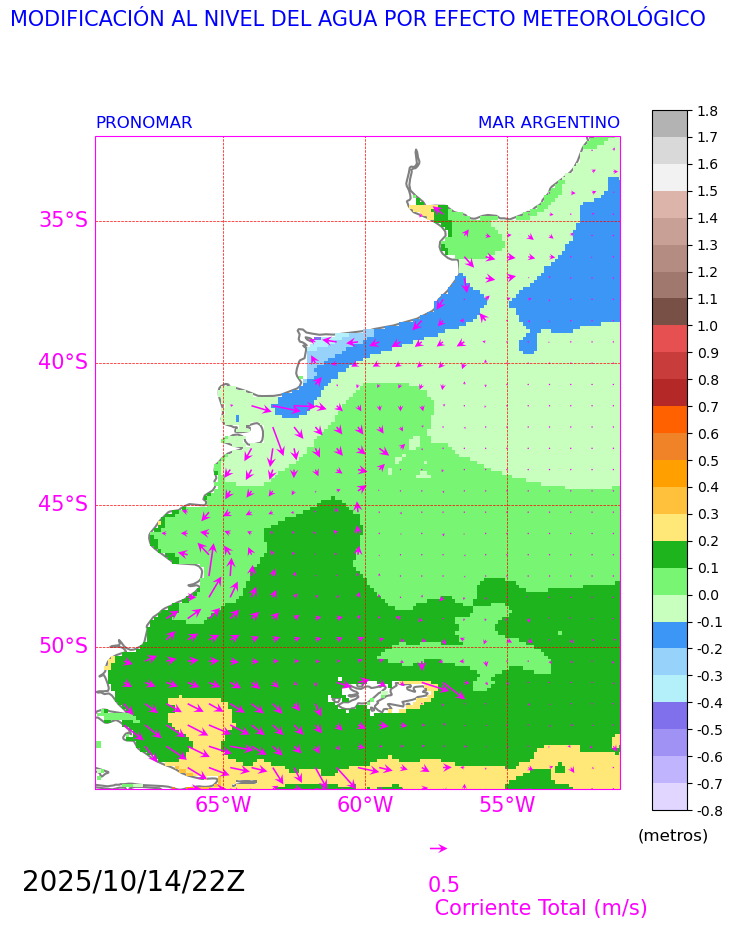 MODIFICACIÓN AL NIVEL DEL AGUA POR EFECTO METEOROLÓGICO
PRONOMAR MAR ARGENTINO
35°S
40°S
45°S
50°S
65°W 60°W 55°W
1.8
1.7
1.6
1.5
1.4
1.3
1.2
1.1
1.0
0.9
0.8
0.7
0.6
0.5
0.4
0.3
0.2
0.1
0.0
-0.1
-0.2
-0.3
-0.4
-0.5
-0.6
-0.7
-0.8
(metros)
2025/10/14/22Z
0.5
Corriente Total (m/s)